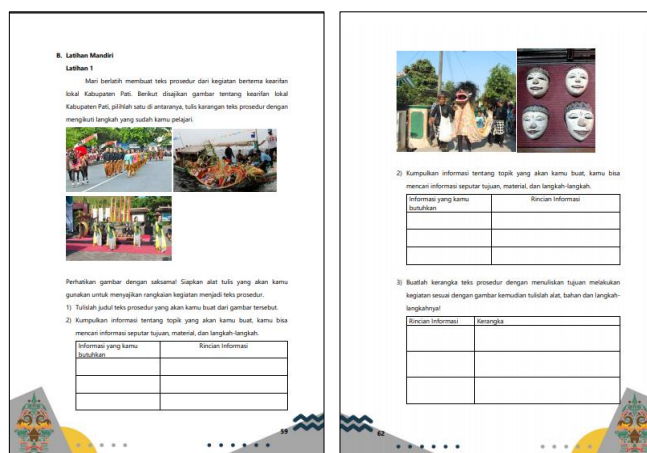 B. Latihan Mandiri
Latihan 1
Mari berlatih membuat teks prosedur dari kegiatan bertema kearifan
lokal Kabupaten Pati. Berikut disajikan gambar tentang kearifan lokal
Kabupaten Pati, pilihlah satu di antaranya, tulis karangan teks prosedur dengan
mengikuti langkah yang sudah kamu pelajari.
Perhatikan gambar dengan saksama! Siapkan alat tulis yang akan kamu
gunakan untuk menyajikan rangkaian kegiatan menjadi teks prosedur.
1) Tulislah judul teks prosedur yang akan kamu buat dari gambar tersebut.
2) Kumpulkan informasi tentang topik yang akan kamu buat, kamu bisa
mencari informasi seputar tujuan, material, dan langkah-langkah.
Informasi yang kamu
butuhkan
Rincian Informasi
59
2) Kumpulkan informasi tentang topik yang akan kamu buat, kamu bisa
mencari informasi seputar tujuan, material, dan langkah-langkah.
Informasi yang kamu
butuhkan
Rincian Informasi
3) Buatlah kerangka teks prosedur dengan menuliskan tujuan melakukan
kegiatan sesuai dengan gambar kemudian tulislah alat, bahan dan langkah-
langkahnya!
Rincian Informasi
Kerangka
62